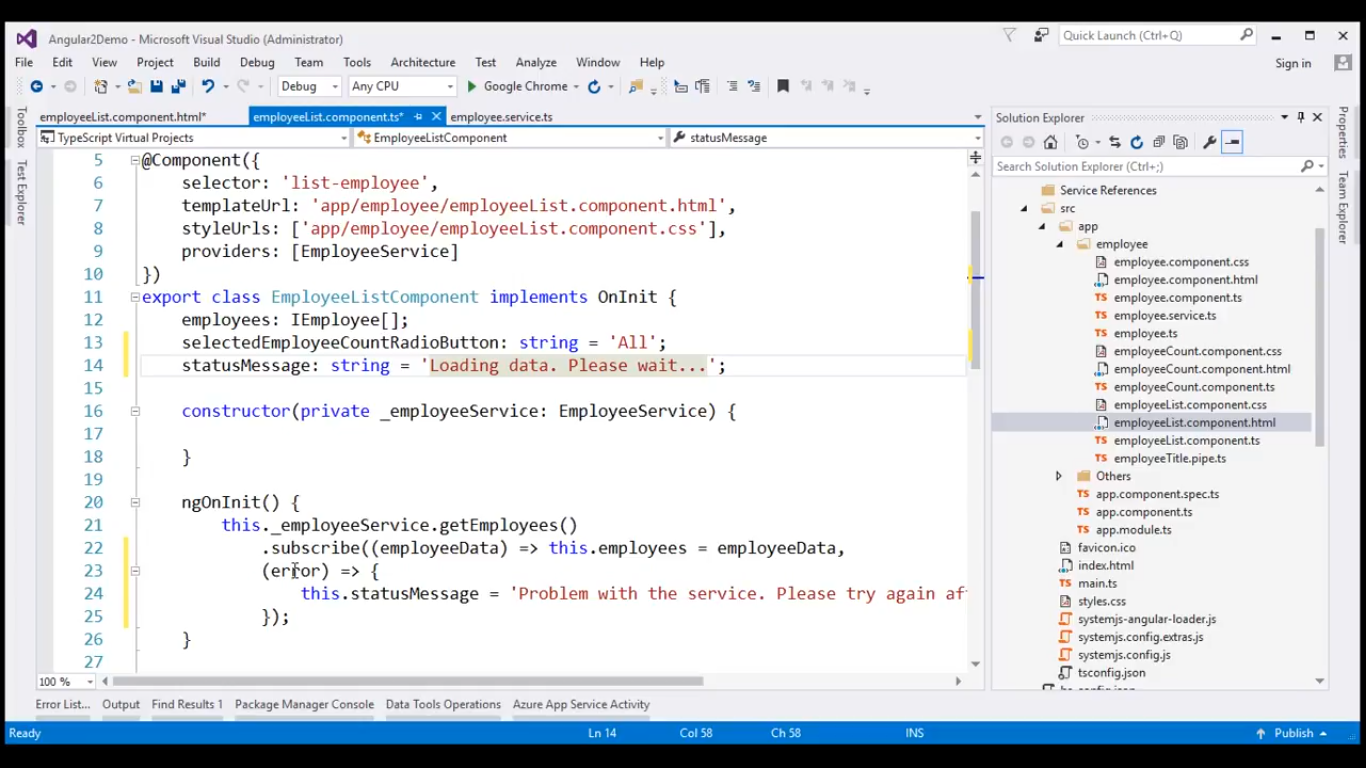 Angular2Demo - Microsoft Visual Studio (Administrator)
Quick Launch (Ctrl+Q)
File Edit View Project Build Debug Team Tools Architecture Test Analyze Window Help
Sign in
Debug Any CPU Google Chrome
Toolbox
Test Explorer
employeeList.component.html*
employeeList.component.ts*
employee.service.ts
TypeScript Virtual Projects
EmployeeListComponent
statusMessage
5 @Component({
6 selector: 'list-employee',
7 templateUrl: 'app/employee/employeeList.component.html',
8 styleUrls: ['app/employee/employeeList.component.css'],
9 providers: [EmployeeService]
10 })
11 export class EmployeeListComponent implements OnInit {
12 employees: IEmployee[];
13 selectedEmployeeCountRadioButton: string = 'All';
14 statusMessage: string = 'Loading data. Please wait...';
15
16 constructor(private _employeeService: EmployeeService) {
17
18 }
19
20 ngOnInit() {
21 this._employeeService.getEmployees()
22 .subscribe((employeeData) => this.employees = employeeData,
23 (error) => {
24 this.statusMessage = 'Problem with the service. Please try again af
25 });
26 }
27
100 %
Solution Explorer
Search Solution Explorer (Ctrl+;)
Service References
src
app
employee
employee.component.css
employee.component.html
TS employee.component.ts
TS employee.service.ts
TS employee.ts
employeeCount.component.css
employeeCount.component.html
TS employeeCount.component.ts
employeeList.component.css
employeeList.component.html
TS employeeList.component.ts
TS employeeTitle.pipe.ts
Others
TS app.component.spec.ts
TS app.component.ts
TS app.module.ts
favicon.ico
index.html
TS main.ts
styles.css
systemjs-angular-loader.js
systemjs.config.extras.js
systemjs.config.js
tsconfig.json
Properties
Team Explorer
Error List... Output Find Results 1 Package Manager Console Data Tools Operations Azure App Service Activity
Ready Ln 14 Col 58 Ch 58 INS Publish